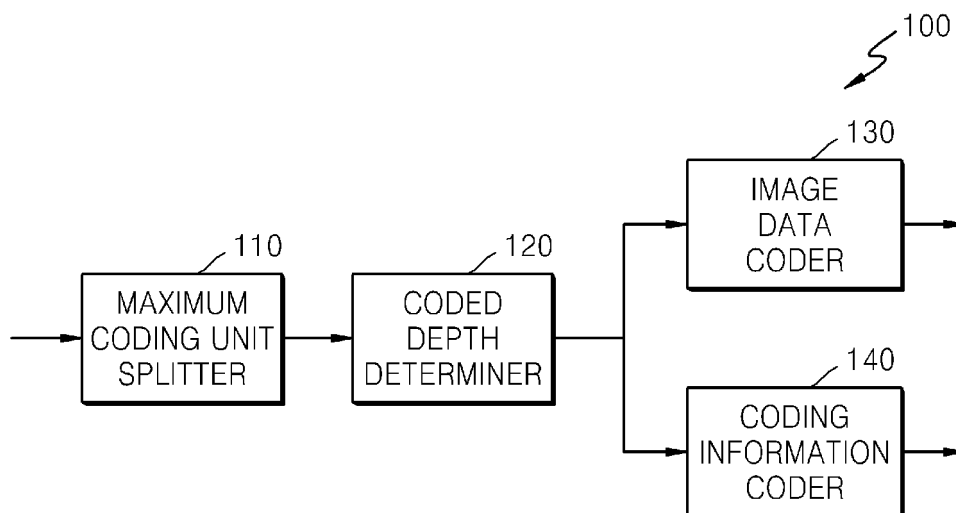 100
130
IMAGE
DATA
CODER
110
MAXIMUM
CODING UNIT
SPLITTER
120
CODED
DEPTH
DETERMINER
140
CODING
INFORMATION
CODER